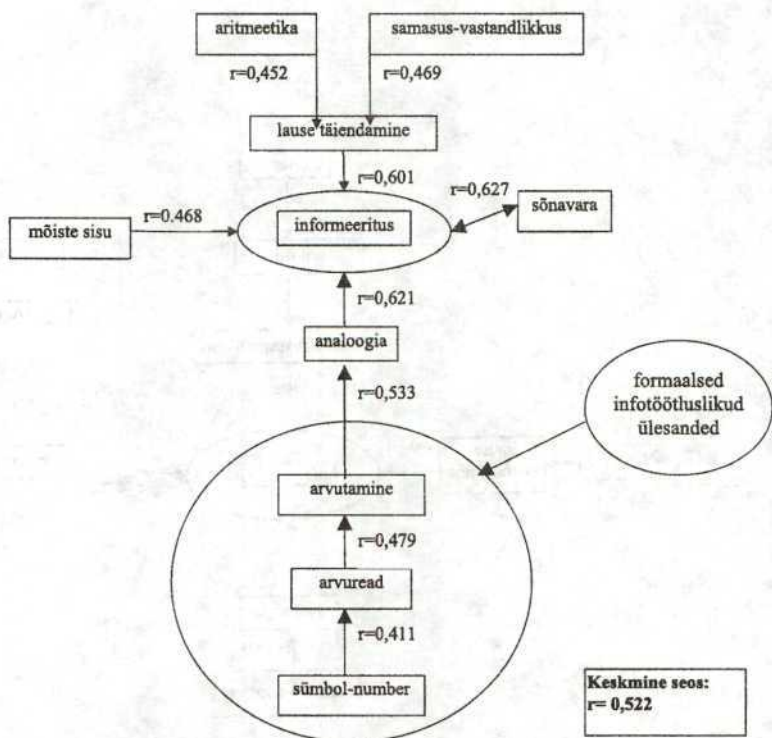 aritmeetika
samasus-vastandlikkus
r=0,452
r=0,469
lause täiendamine
r=0,601
r=0,627
sõnavara
r=0.468
mõiste sisu
informeeritus
r=0,621
analoogia
r=0,533
formaalsed
infotöötluslikud
ülesanded
arvutamine
r=0,479
arvuread
r=0,411
sümbol-number
Keskmine seos:
r= 0,522